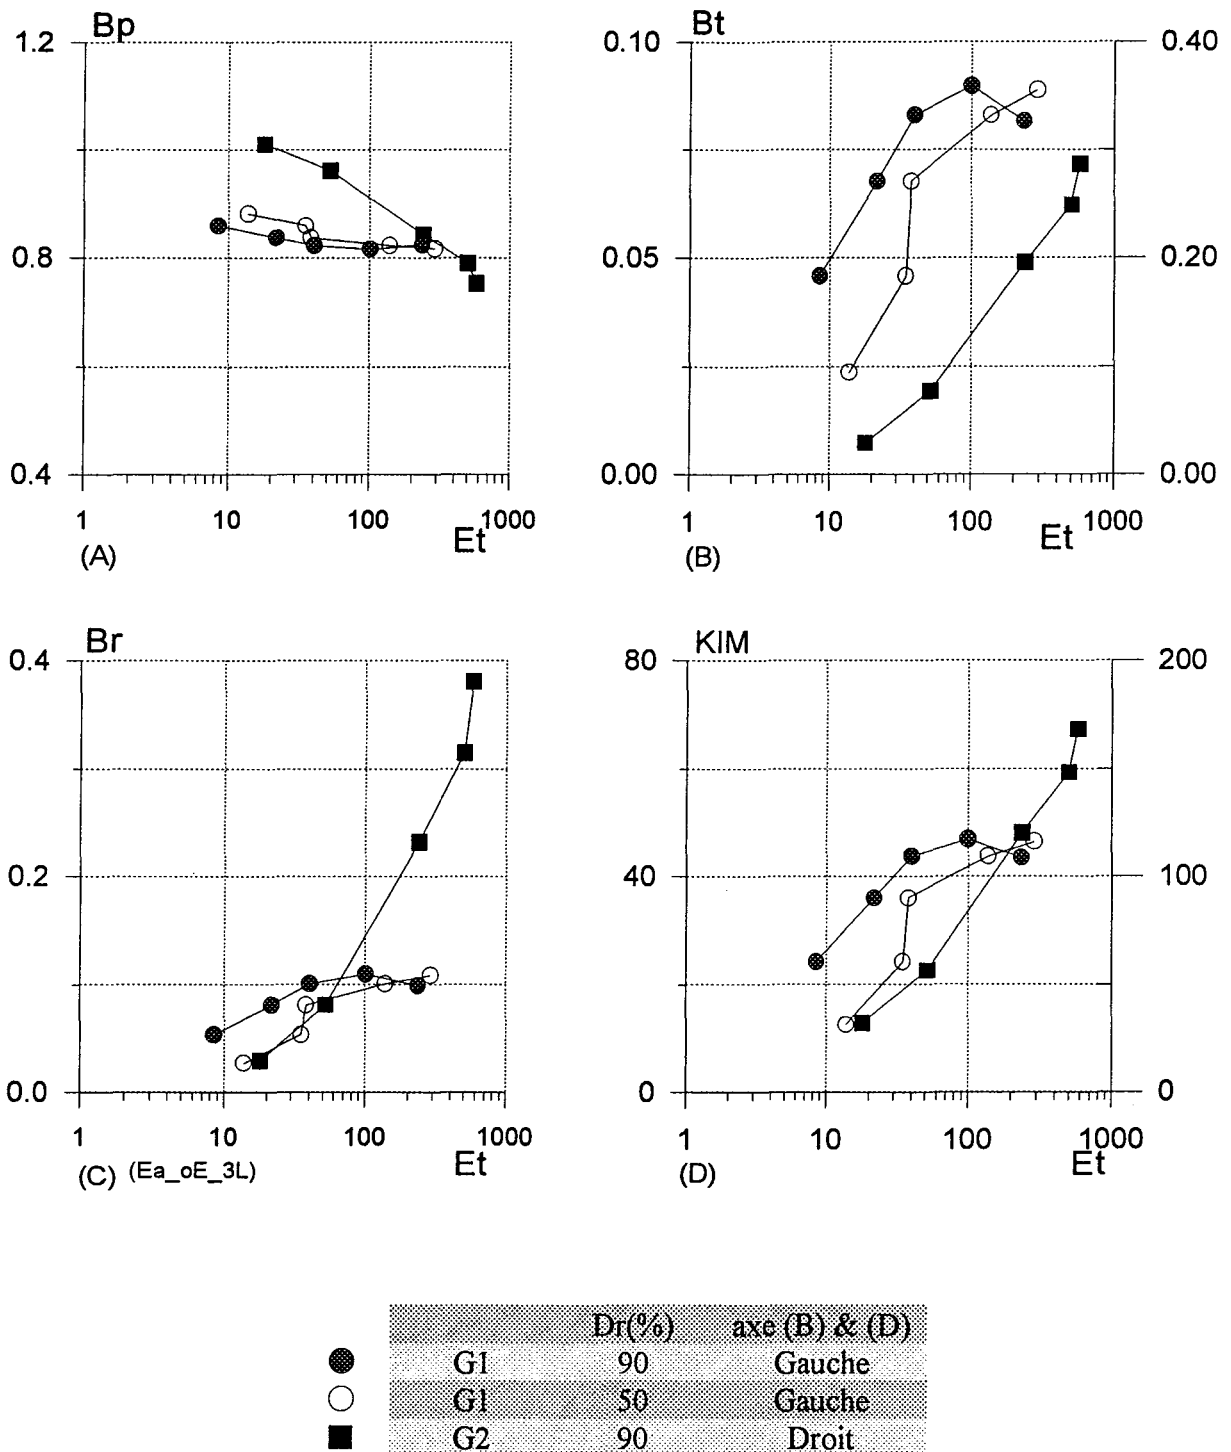 Bp
1.2
0.8
0.4
1 10 100 1000
Et
(A)
Bt
0.10 0.40
0.05 0.20
0.00 0.00
1 10 100 1000
Et
(B)
Br
0.4
0.2
0.0
1 10 100 1000
Et
(C) (Ea_oE_3L)
KIM
80 200
40 100
0 0
1 10 100 1000
Et
(D)
Dr(%) axe (B) & (D)
G1 90 Gauche
G1 50 Gauche
G2 90 Droit